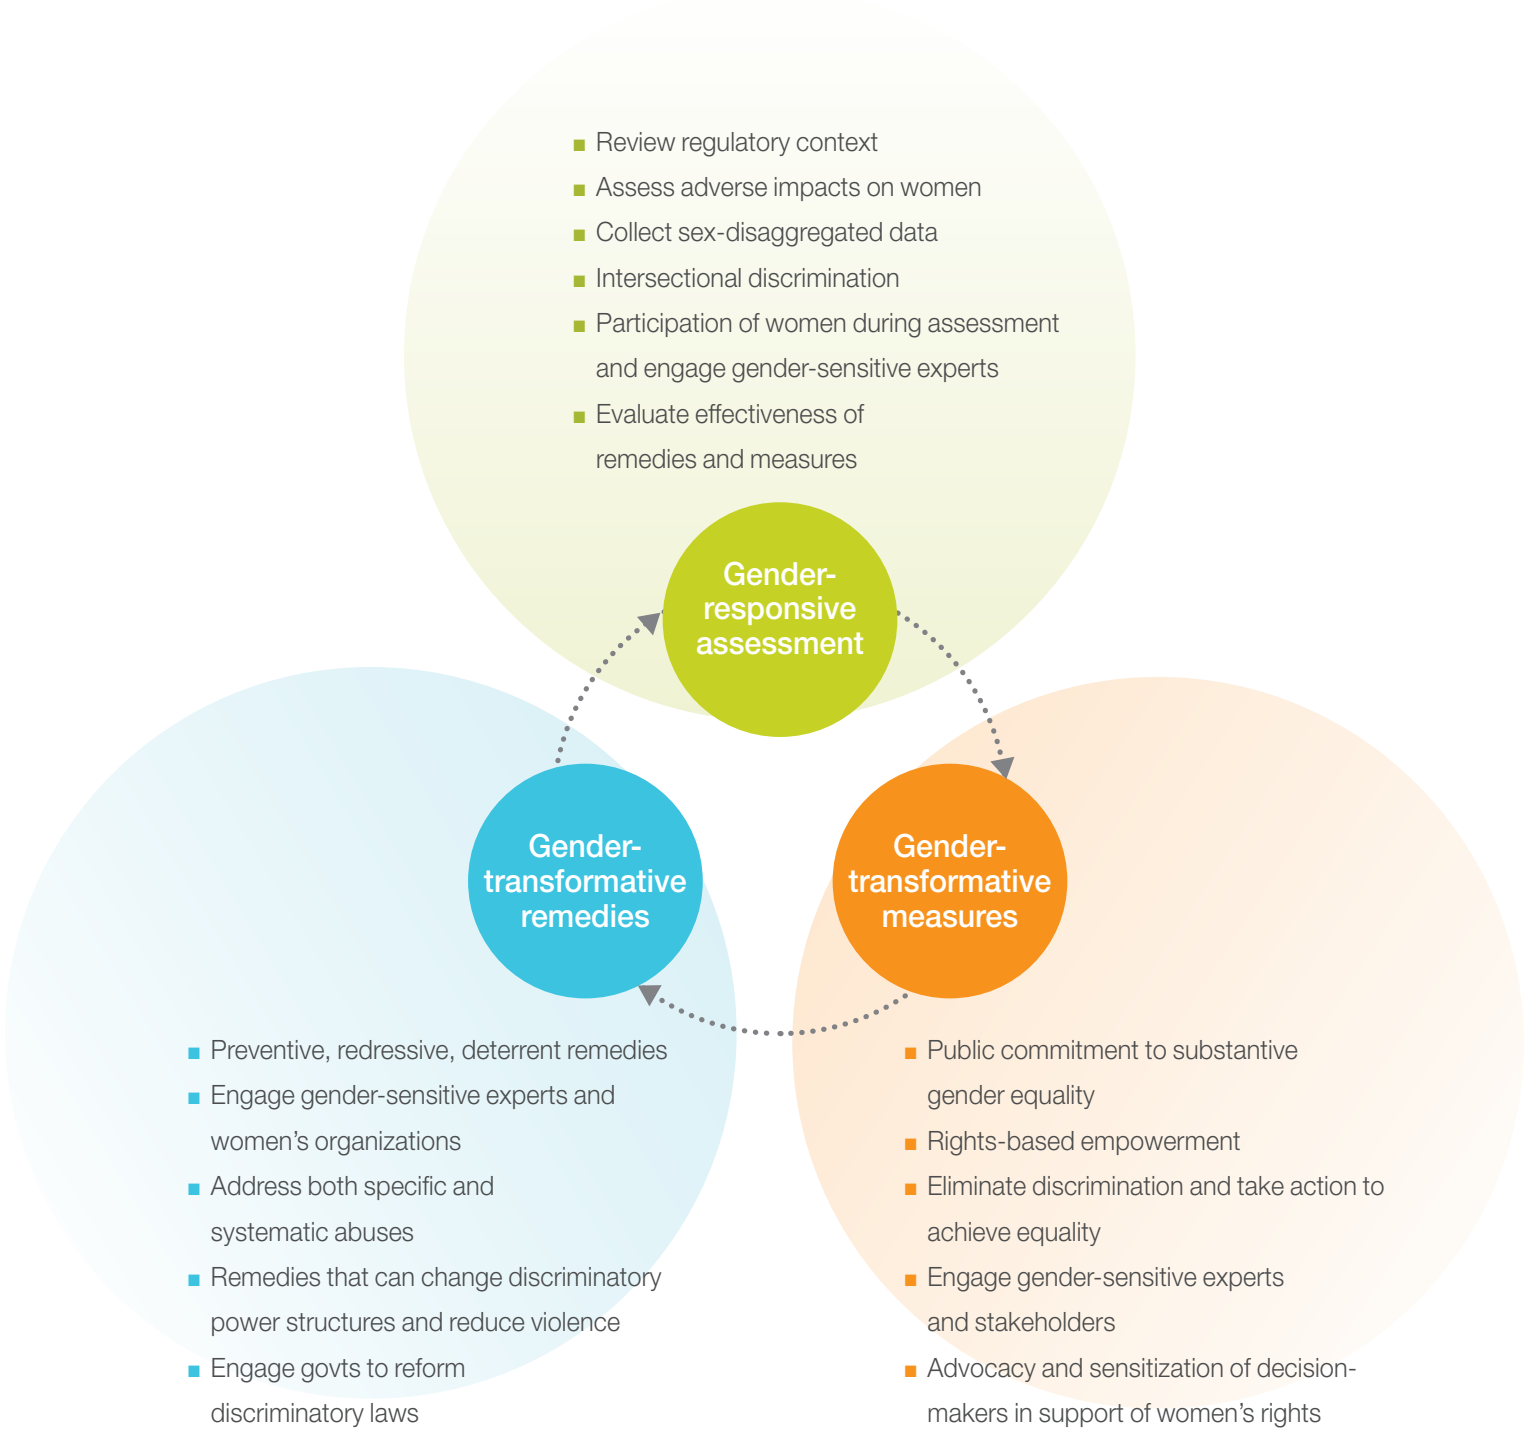 ■ Review regulatory context
■ Assess adverse impacts on women
■ Collect sex-disaggregated data
■ Intersectional discrimination
■ Participation of women during assessment
and engage gender-sensitive experts
■ Evaluate effectiveness of
remedies and measures
Gender-
responsive
assessment
Gender-
transformative
remedies
Gender-
transformative
measures
■ Preventive, redressive, deterrent remedies
■ Engage gender-sensitive experts and
women’s organizations
■ Address both specific and
systematic abuses
■ Remedies that can change discriminatory
power structures and reduce violence
■ Engage govts to reform
discriminatory laws
■ Public commitment to substantive
gender equality
■ Rights-based empowerment
■ Eliminate discrimination and take action to
achieve equality
■ Engage gender-sensitive experts
and stakeholders
■ Advocacy and sensitization of decision-
makers in support of women’s rights